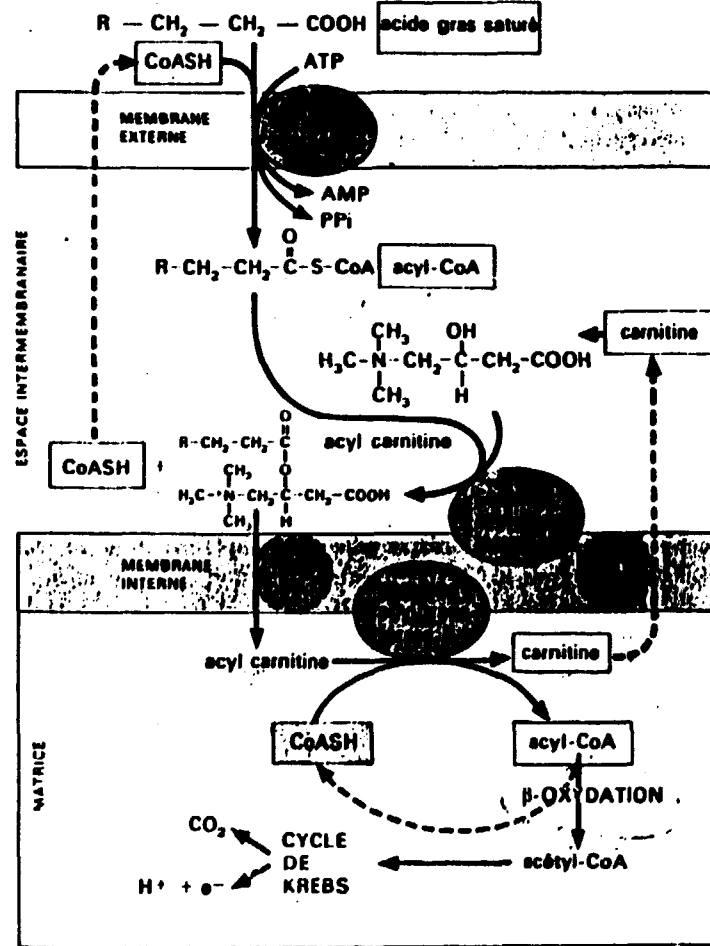 R — CH₂ — CH₂ — COOH acide gras saturé
CoASH
ATP
MEMBRANE
EXTERNE
AMP
PPi
O
R-CH₂-CH₂-C-S-CoA acyl-CoA
ESPACE INTERMEMBRANAIRE
CH₃ OH
carnitine
H₃C-N-CH₂-C-CH₂-COOH
CH₃ H
O
R-CH₂-CH₂-C
acyl carnitine
CoASH +
O
CH₃
H₃C-+N-CH₂-C-CH₂-COOH
CH₃ H
MEMBRANE
INTERNE
acyl carnitine
carnitine
MATRICE
CoASH
acyl-CoA
β-OXYDATION
CO₂
CYCLE
DE
KREBS
acétyl-CoA
H⁺ + e⁻